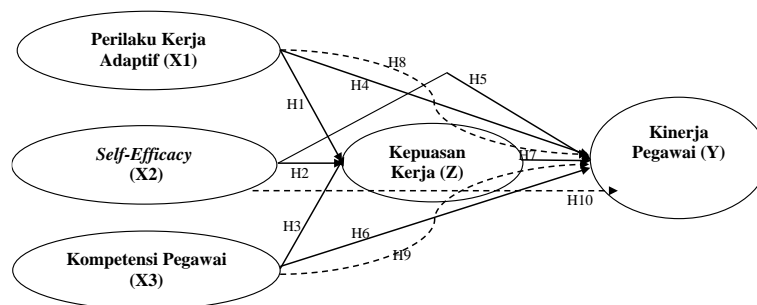 Perilaku Kerja
Adaptif (X1)
H8
H5
H4
H1
Self-Efficacy
(X2)
H2
Kepuasan
Kerja (Z)
H7
Kinerja
Pegawai (Y)
H10
H3
H6
H9
Kompetensi Pegawai
(X3)